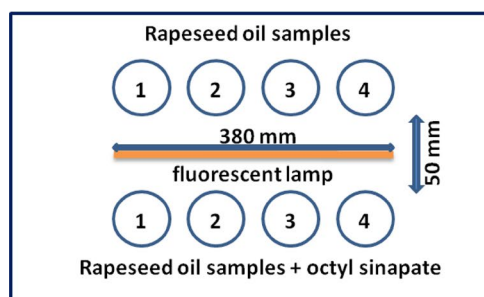 Rapeseed oil samples
1 2 3 4
380 mm
50 mm
fluorescent lamp
1 2 3 4
Rapeseed oil samples + octyl sinapate